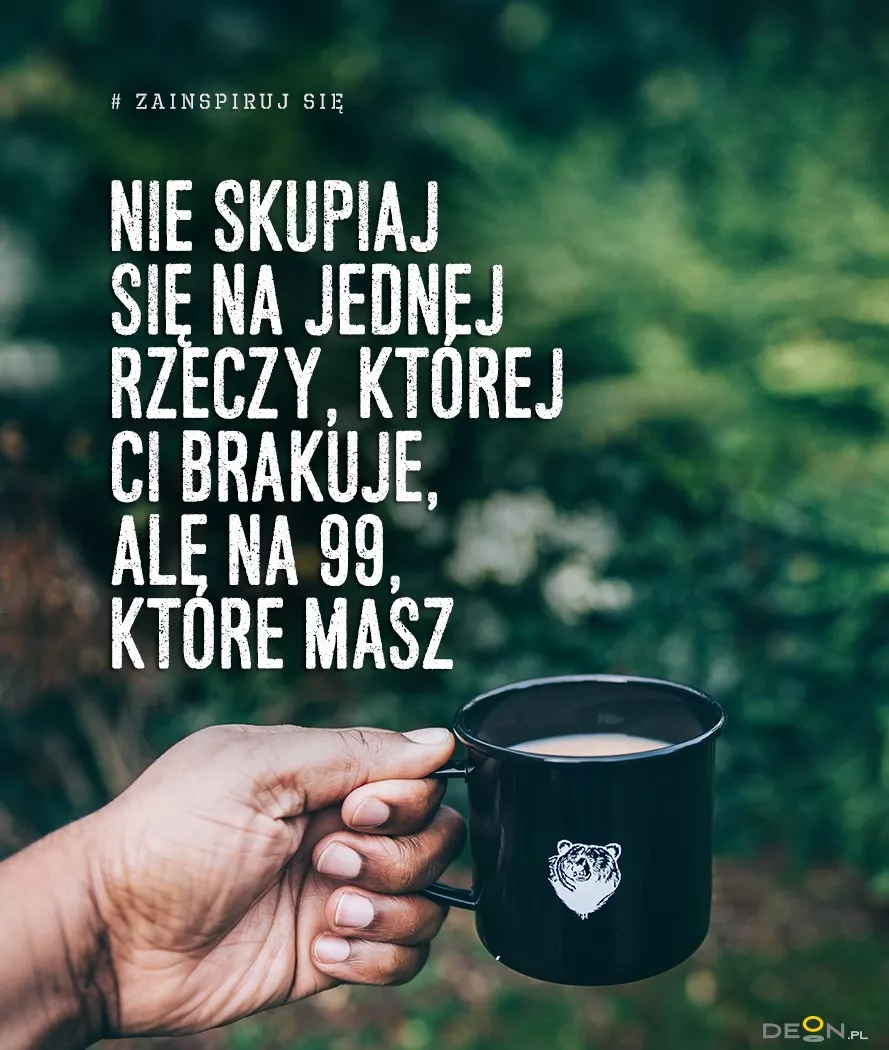 # ZAINSPIRUJ SIĘ
NIE SKUPIAJ
SIĘ NA JEDNEJ
RZECZY, KTÓREJ
CI BRAKUJE,
ALE NA 99,
KTÓRE MASZ
DEON.PL